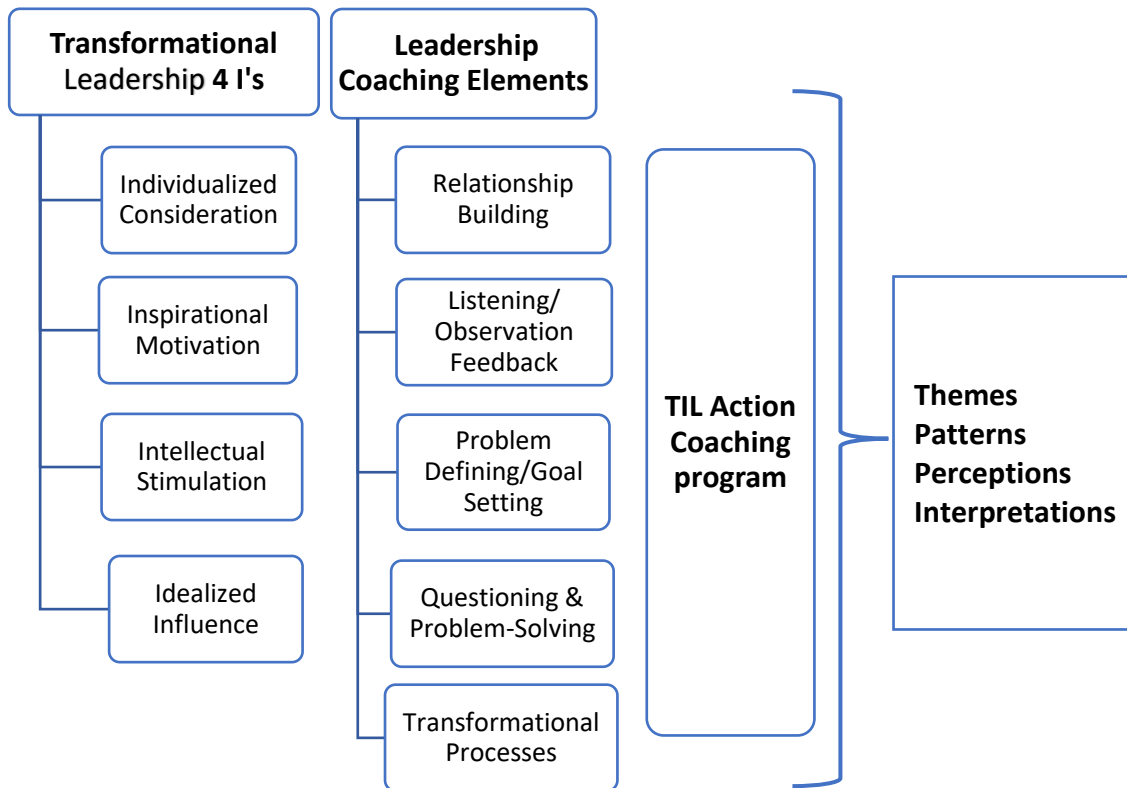 Transformational
Leadership 4 I's
Individualized
Consideration
Inspirational
Motivation
Intellectual
Stimulation
Idealized
Influence
Leadership
Coaching Elements
Relationship
Building
Listening/
Observation
Feedback
Problem
Defining/Goal
Setting
Questioning &
Problem-Solving
Transformational
Processes
TIL Action
Coaching
program
Themes
Patterns
Perceptions
Interpretations